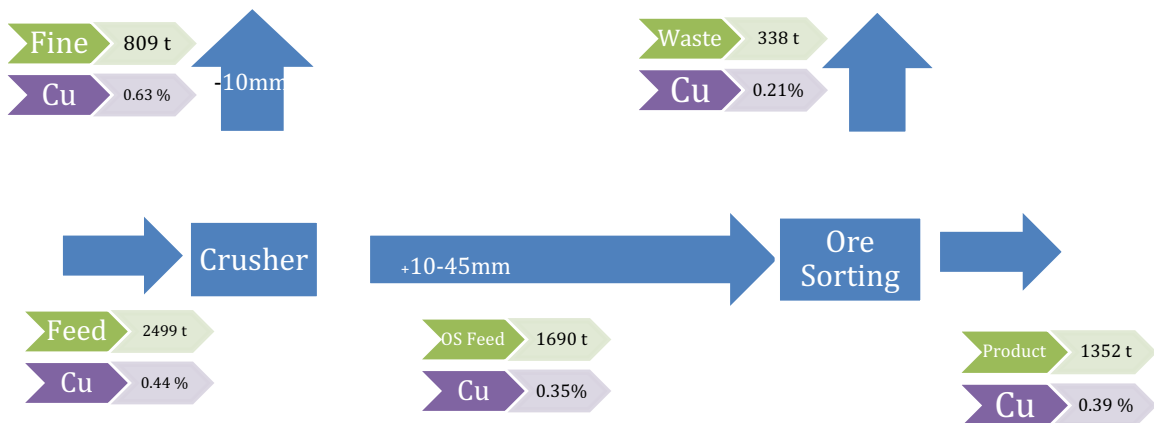 Fine 809 t
Cu 0.63 %
-10mm
Waste 338 t
Cu 0.21%
Crusher
+10-45mm
Ore
Sorting
Feed 2499 t
Cu 0.44 %
OS Feed 1690 t
Cu 0.35%
Product 1352 t
Cu 0.39 %